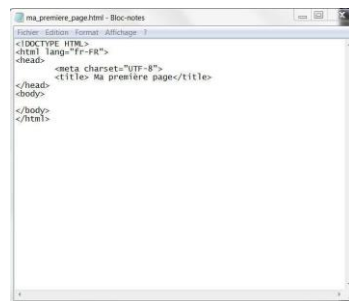 ma_premiere_page.html - Bloc-notes
Fichier Edition Format Affichage ?
<!DOCTYPE HTML>
<html lang="fr-FR">
<head>
<meta charset="UTF-8">
<title> Ma première page</title>
</head>
<body>
</body>
</html>